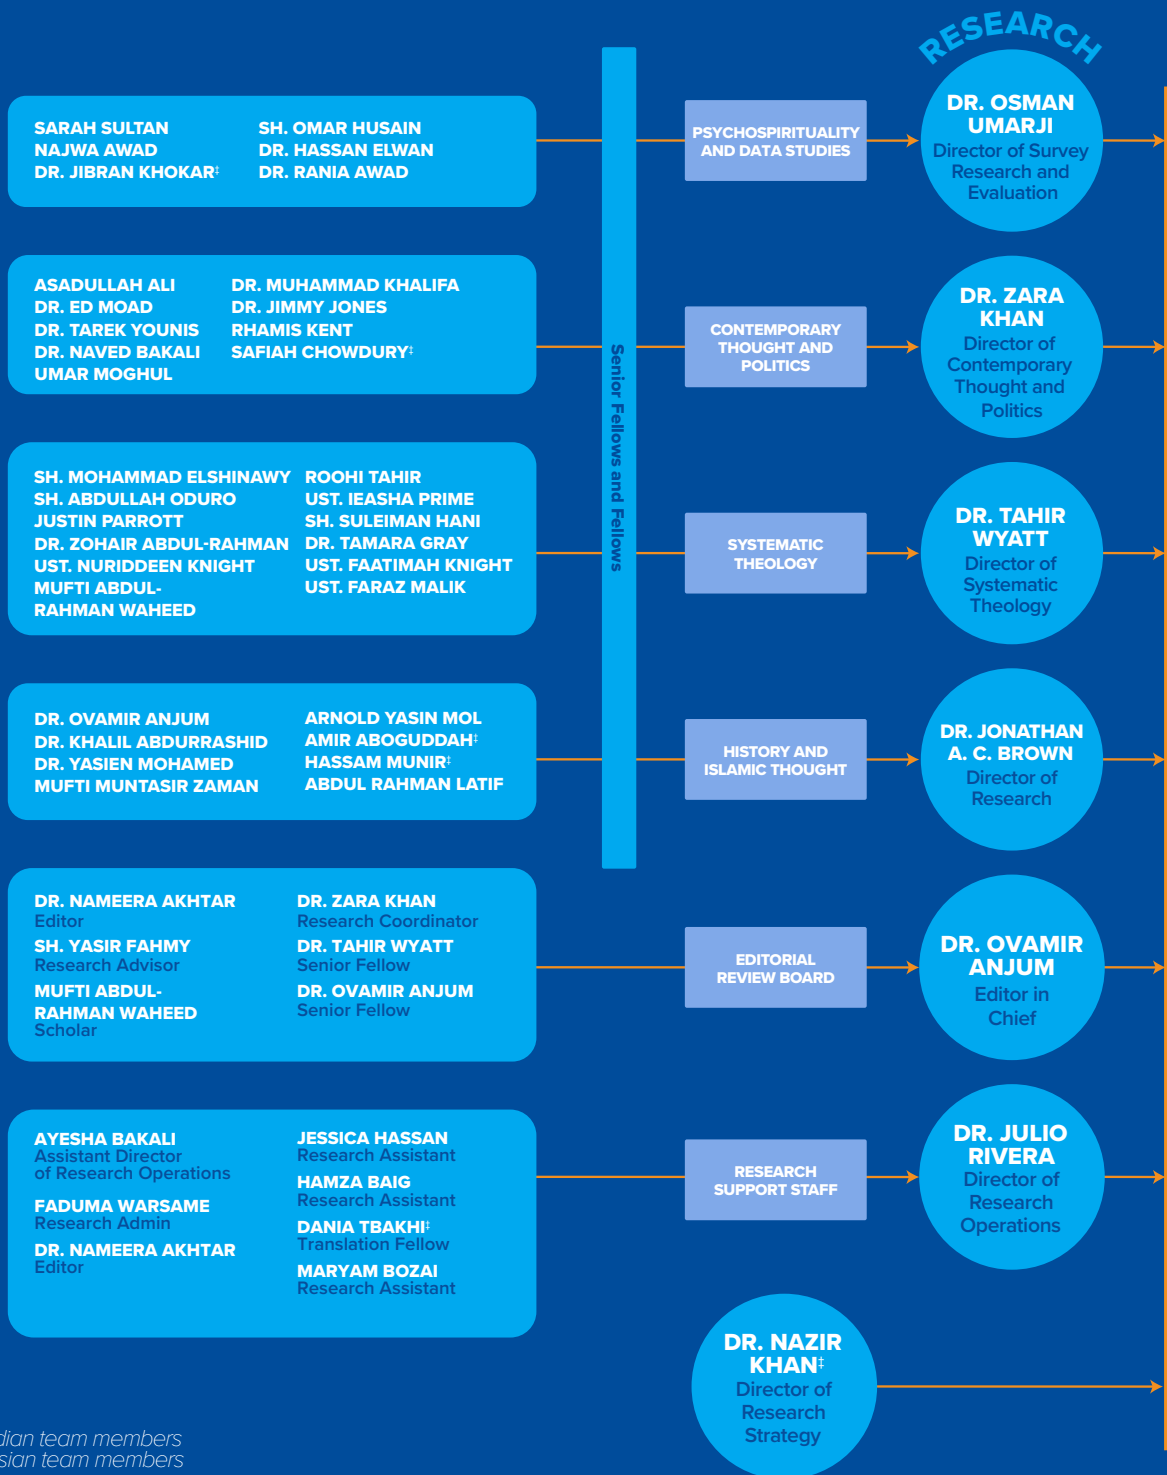 RESEARCH
SARAH SULTAN
NAJWA AWAD
DR. JIBRAN KHOKAR‡
SH. OMAR HUSAIN
DR. HASSAN ELWAN
DR. RANIA AWAD
PSYCHOSPIRITUALITY
AND DATA STUDIES
DR. OSMAN
UMARJI
Director of Survey
Research and
Evaluation
Senior Fellows and Fellows
ASADULLAH ALI
DR. ED MOAD
DR. TAREK YOUNIS
DR. NAVED BAKALI
UMAR MOGHUL
DR. MUHAMMAD KHALIFA
DR. JIMMY JONES
RHAMIS KENT
SAFIAH CHOWDURY‡
CONTEMPORARY
THOUGHT AND
POLITICS
DR. ZARA
KHAN
Director of
Contemporary
Thought and
Politics
SH. MOHAMMAD ELSHINAWY
SH. ABDULLAH ODURO
JUSTIN PARROTT
DR. ZOHAIR ABDUL-RAHMAN
UST. NURIDDEEN KNIGHT
MUFTI ABDUL-
RAHMAN WAHEED
ROOHI TAHIR
UST. IEASHA PRIME
SH. SULEIMAN HANI
DR. TAMARA GRAY
UST. FAATIMAH KNIGHT
UST. FARAZ MALIK
SYSTEMATIC
THEOLOGY
DR. TAHIR
WYATT
Director of
Systematic
Theology
DR. OVAMIR ANJUM
DR. KHALIL ABDURRASHID
DR. YASIEN MOHAMED
MUFTI MUNTASIR ZAMAN
ARNOLD YASIN MOL
AMIR ABOGUDDAH‡
HASSAM MUNIR‡
ABDUL RAHMAN LATIF
HISTORY AND
ISLAMIC THOUGHT
DR. JONATHAN
A. C. BROWN
Director of
Research
DR. NAMEERA AKHTAR
Editor
SH. YASIR FAHMY
Research Advisor
MUFTI ABDUL-
RAHMAN WAHEED
Scholar
DR. ZARA KHAN
Research Coordinator
DR. TAHIR WYATT
Senior Fellow
DR. OVAMIR ANJUM
Senior Fellow
EDITORIAL
REVIEW BOARD
DR. OVAMIR
ANJUM
Editor in
Chief
AYESHA BAKALI
Assistant Director
of Research Operations
FADUMA WARSAME
Research Admin
DR. NAMEERA AKHTAR
Editor
JESSICA HASSAN
Research Assistant
HAMZA BAIG
Research Assistant
DANIA TBAKHI‡
Translation Fellow
MARYAM BOZAI
Research Assistant
RESEARCH
SUPPORT STAFF
DR. JULIO
RIVERA
Director of
Research
Operations
DR. NAZIR
KHAN‡
Director of
Research
Strategy
team members
team members